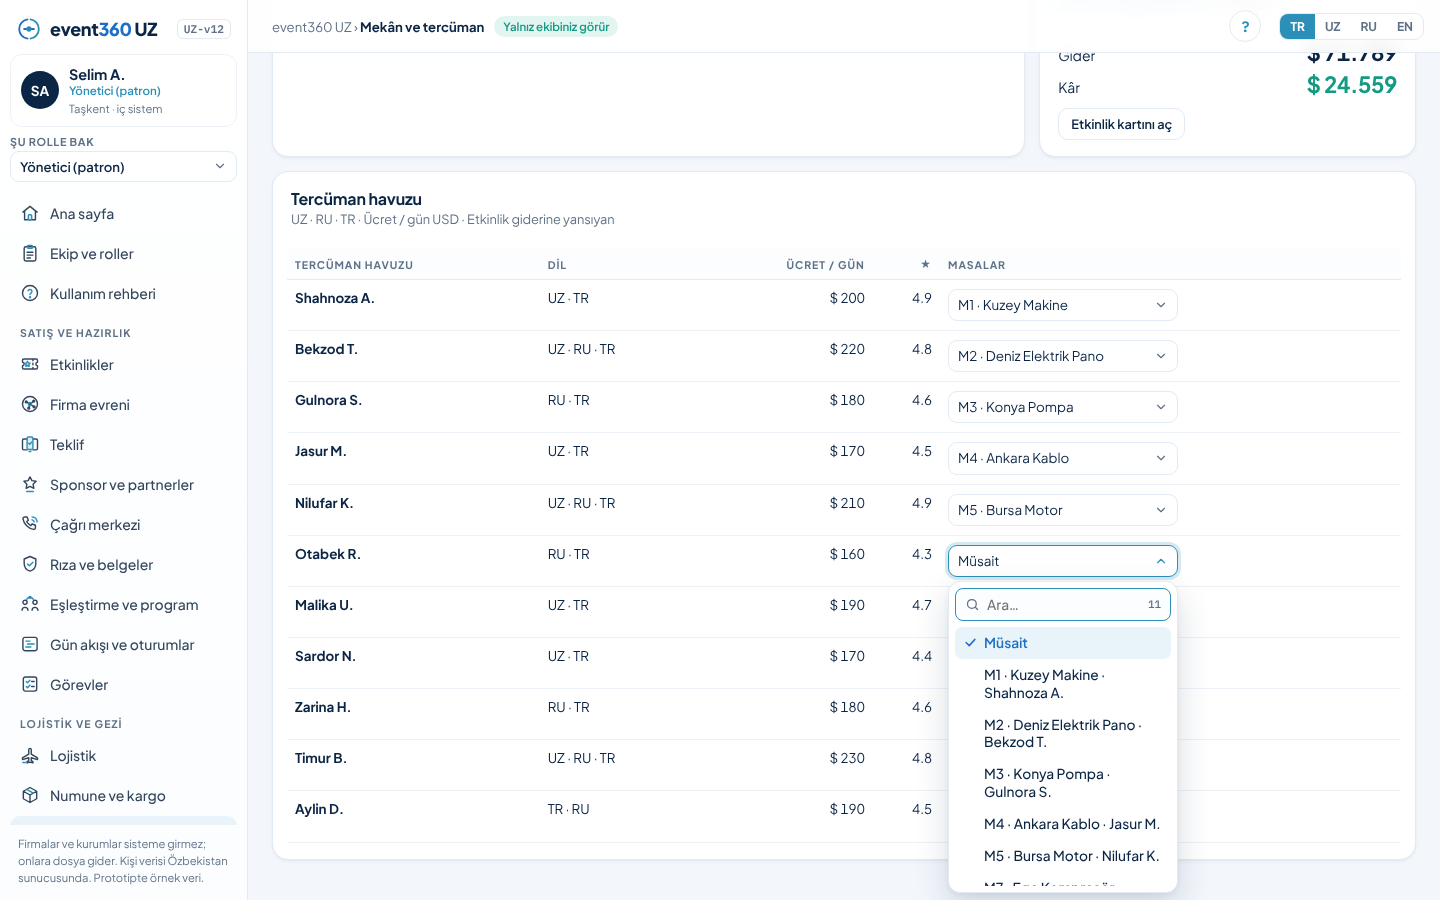 event360 UZ
UZ-v12
SA
Selim A.
Yönetici (patron)
Taşkent · iç sistem
ŞU ROLLE BAK
Yönetici (patron)
Ana sayfa
Ekip ve roller
Kullanım rehberi
SATIŞ VE HAZIRLIK
Etkinlikler
Firma evreni
Teklif
Sponsor ve partnerler
Çağrı merkezi
Rıza ve belgeler
Eşleştirme ve program
Gün akışı ve oturumlar
Görevler
LOJİSTİK VE GEZİ
Lojistik
Numune ve kargo
Firmalar ve kurumlar sisteme girmez;
onlara dosya gider. Kişi verisi Özbekistan
sunucusunda. Prototipte örnek veri.
event360 UZ › Mekân ve tercüman Yalnız ekibiniz görür
? TR UZ RU EN
Gider $ 71.769
Kâr $ 24.559
Etkinlik kartını aç
Tercüman havuzu
UZ · RU · TR · Ücret / gün USD · Etkinlik giderine yansıyan
TERCÜMAN HAVUZU DİL ÜCRET / GÜN ★ MASALAR
Shahnoza A. UZ · TR $ 200 4.9 M1 · Kuzey Makine
Bekzod T. UZ · RU · TR $ 220 4.8 M2 · Deniz Elektrik Pano
Gulnora S. RU · TR $ 180 4.6 M3 · Konya Pompa
Jasur M. UZ · TR $ 170 4.5 M4 · Ankara Kablo
Nilufar K. UZ · RU · TR $ 210 4.9 M5 · Bursa Motor
Otabek R. RU · TR $ 160 4.3 Müsait
Malika U. UZ · TR $ 190 4.7
Sardor N. UZ · TR $ 170 4.4
Zarina H. RU · TR $ 180 4.6
Timur B. UZ · RU · TR $ 230 4.8
Aylin D. TR · RU $ 190 4.5
Ara... 11
Müsait
M1 · Kuzey Makine ·
Shahnoza A.
M2 · Deniz Elektrik Pano ·
Bekzod T.
M3 · Konya Pompa ·
Gulnora S.
M4 · Ankara Kablo · Jasur M.
M5 · Bursa Motor · Nilufar K.